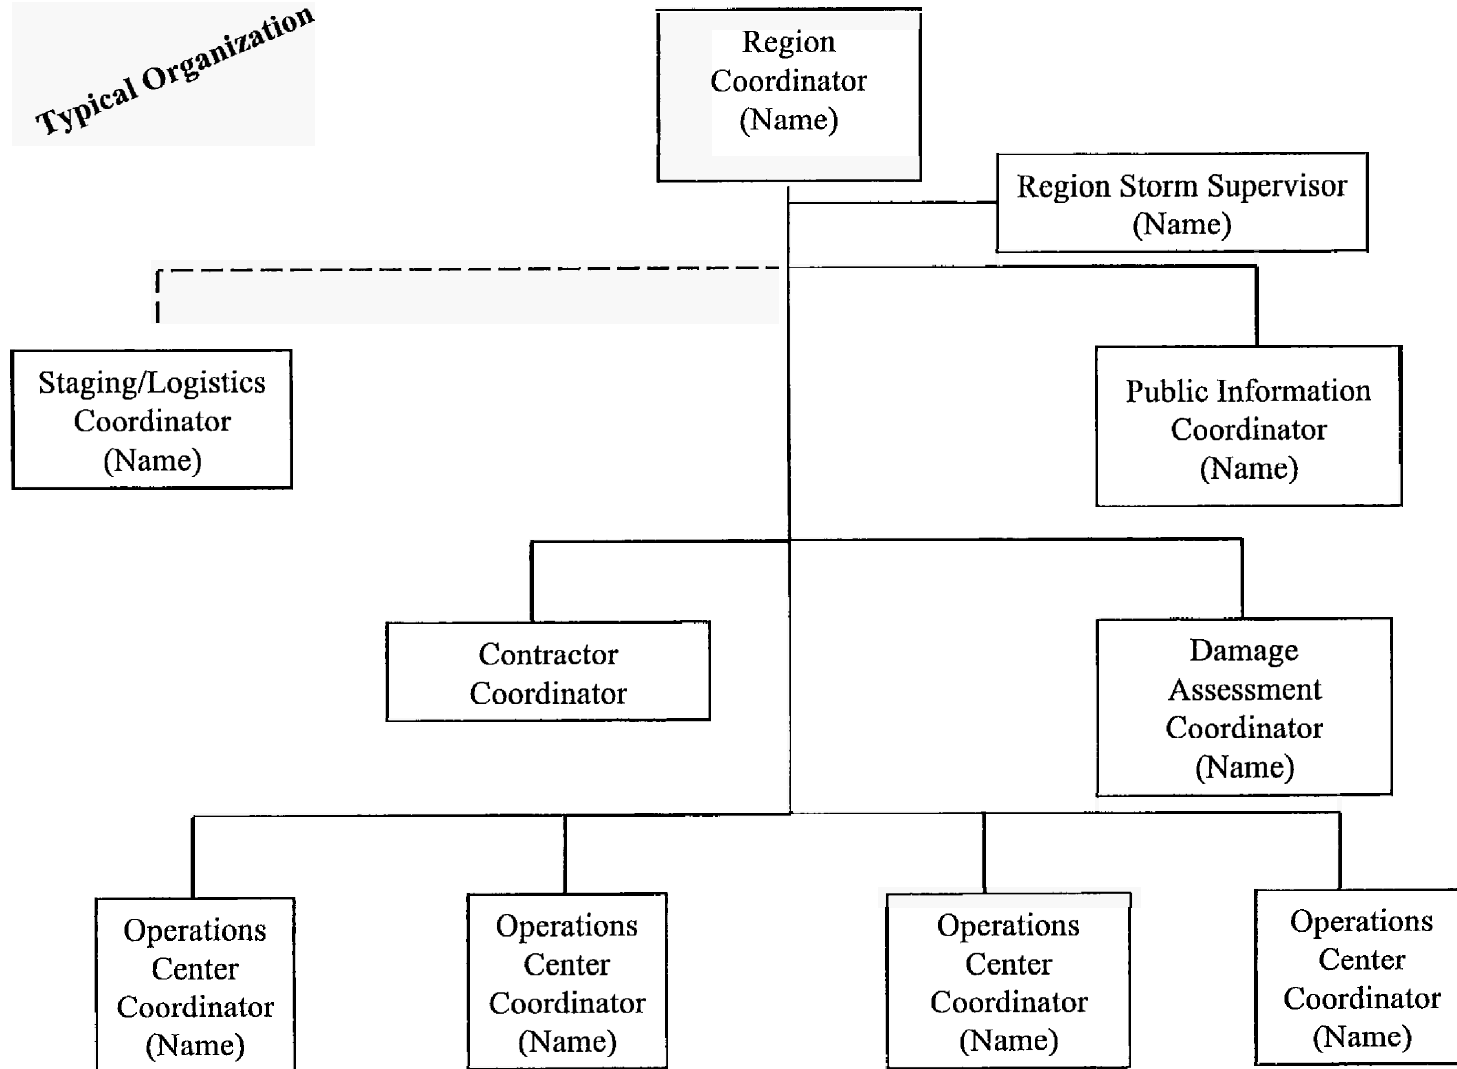 Typical Organization
Region
Coordinator
(Name)
Region Storm Supervisor
(Name)
Staging/Logistics
Coordinator
(Name)
Public Information
Coordinator
(Name)
Contractor
Coordinator
Damage
Assessment
Coordinator
(Name)
Operations
Center
Coordinator
(Name)
Operations
Center
Coordinator
(Name)
Operations
Center
Coordinator
(Name)
Operations
Center
Coordinator
(Name)